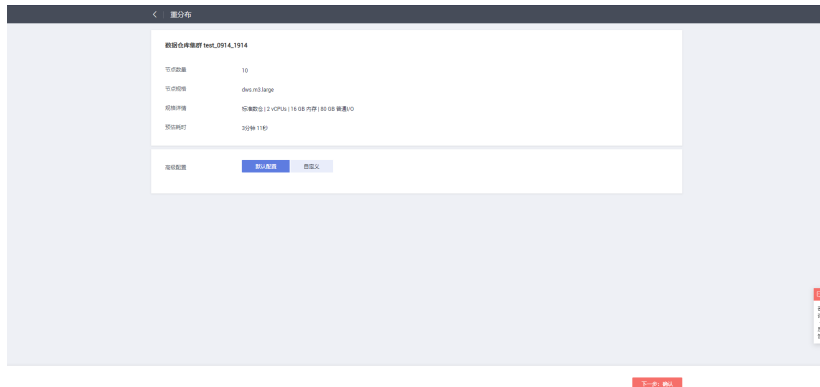 重分布
数据仓库集群 test_0914_1914
节点数量 10
节点规格 dws.m3.large
规格详情 标准数仓 | 2 vCPUs | 16 GB 内存 | 80 GB 普通I/O
预估耗时 3分钟 11秒
高级配置 默认配置 自定义
下一步：确认